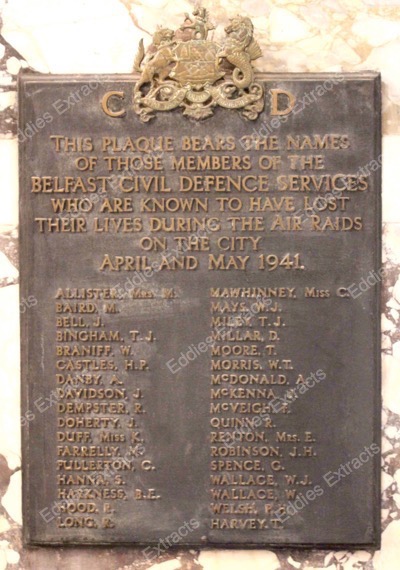 C D
THIS PLAQUE BEARS THE NAMES
OF THOSE MEMBERS OF THE
BELFAST CIVIL DEFENCE SERVICES
WHO ARE KNOWN TO HAVE LOST
THEIR LIVES DURING THE AIR RAIDS
ON THE CITY
APRIL AND MAY 1941.
ALLISTER, MRS M.
BAIRD, M.
BELL, J.
BINGHAM, T. J.
BRANIFF, W.
CASTLES, H.P.
DANBY, A.
DAVIDSON, J.
DEMPSTER, R.
DOHERTY, J.
DUFF, MISS K.
FARRELLY, M.
FULLERTON, C.
HANNA, S.
HARKNESS, B.E.
HOOD, R.
LONG, R.
MAWHINNEY, MISS C.
MAYS, W.J.
MILEY, T. J.
MILLAR, D.
MOORE, T.
MORRIS, W.T.
MCDONALD, A.
MCKENNA,
MCVEIGH, F.
QUINN, R.
RENTON, MRS. E.
ROBINSON, J.H.
SPENCE, G.
WALLACE, W.J.
WALLACE, W.
WELSH,
HARVEY, T.
Eddies Extracts